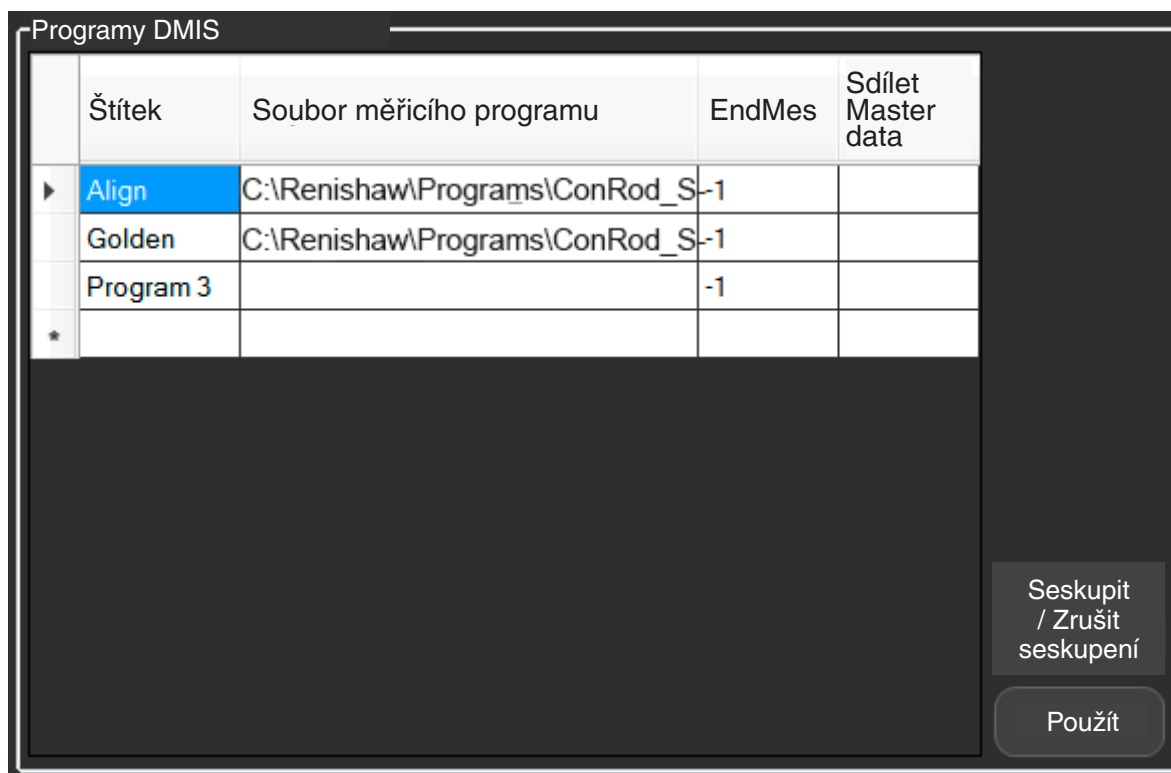 Programy DMIS
Štítek Soubor měřicího programu EndMes Sdílet Master data
Align C:\Renishaw\Programs\ConRod_S -1
Golden C:\Renishaw\Programs\ConRod_S -1
Program 3 -1
*
Seskupit
/ Zrušit
seskupení
Použít